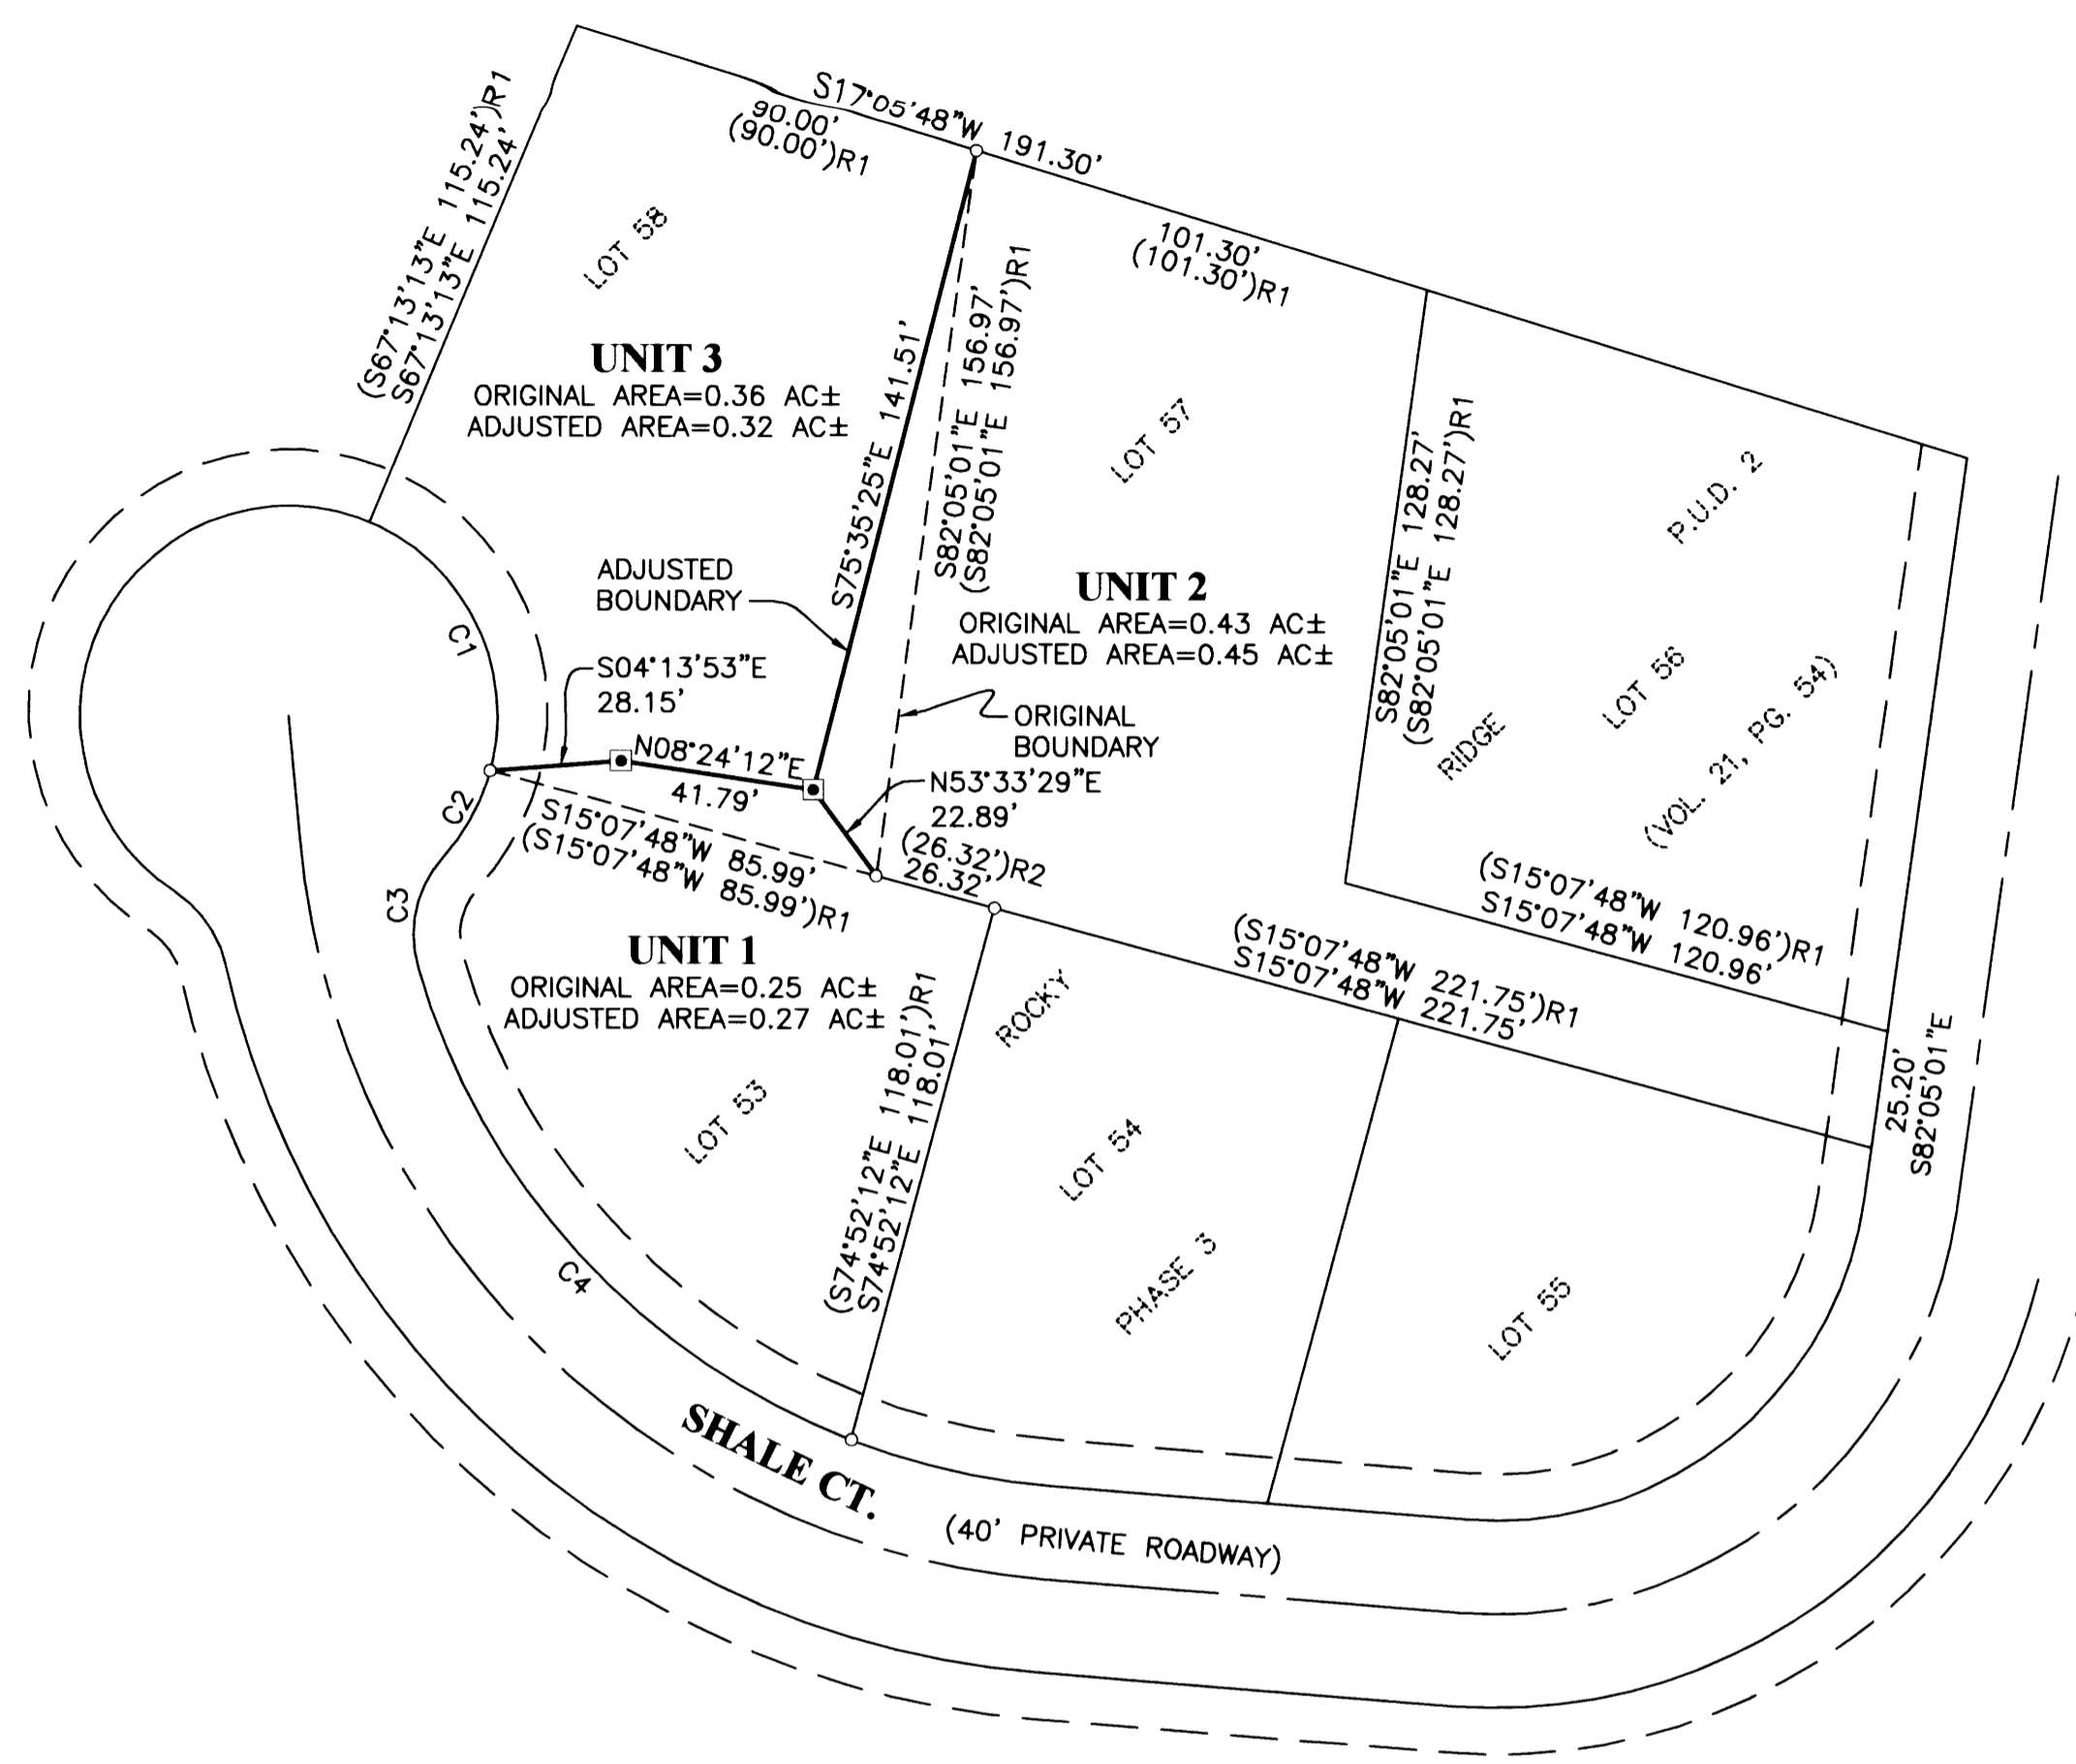 S17°05'48"W 191.30'
90.00'
(90.00')R1
101.30'
(101.30')R1
(S67°13'13"E 115.24')R1
S67°13'13"E 115.24'
LOT 58
UNIT 3
ORIGINAL AREA=0.36 AC±
ADJUSTED AREA=0.32 AC±
S75°35'25"E 141.51'
S82°05'01"E 156.97'
(S82°05'01"E 156.97')R1
LOT 57
UNIT 2
ORIGINAL AREA=0.43 AC±
ADJUSTED AREA=0.45 AC±
S82°05'01"E 128.27'
(S82°05'01"E 128.27')R1
P.U.D. 2
LOT 56
RIDGE
(VOL. 21, PG. 54)
ADJUSTED
BOUNDARY
C1
S04°13'53"E
28.15'
N08°24'12"E
41.79'
ORIGINAL
BOUNDARY
N53°33'29"E
22.89'
(26.32')R2
26.32'
C2
S15°07'48"W 85.99'
(S15°07'48"W 85.99')R1
C3
UNIT 1
ORIGINAL AREA=0.25 AC±
ADJUSTED AREA=0.27 AC±
(S15°07'48"W 120.96')R1
S15°07'48"W 120.96'
(S15°07'48"W 221.75')R1
S15°07'48"W 221.75'
25.20'
S82°05'01"E
ROCKY
(S74°52'12"E 118.01')R1
S74°52'12"E 118.01'
LOT 53
LOT 54
PHASE 3
LOT 55
C4
SHALE CT.
(40' PRIVATE ROADWAY)